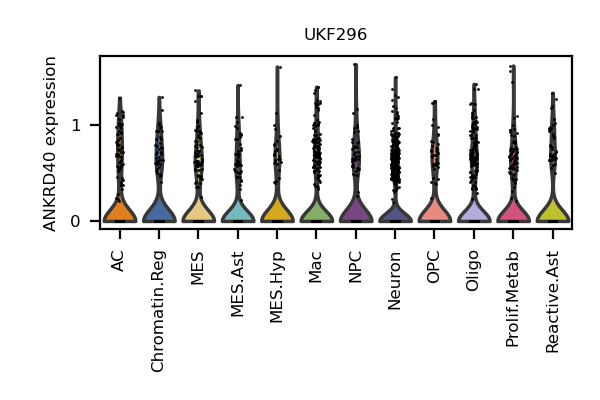 UKF296
ANKRD40 expression
1
0
AC
Chromatin.Reg
MES
MES.Ast
MES.Hyp
Mac
NPC
Neuron
OPC
Oligo
Prolif.Metab
Reactive.Ast